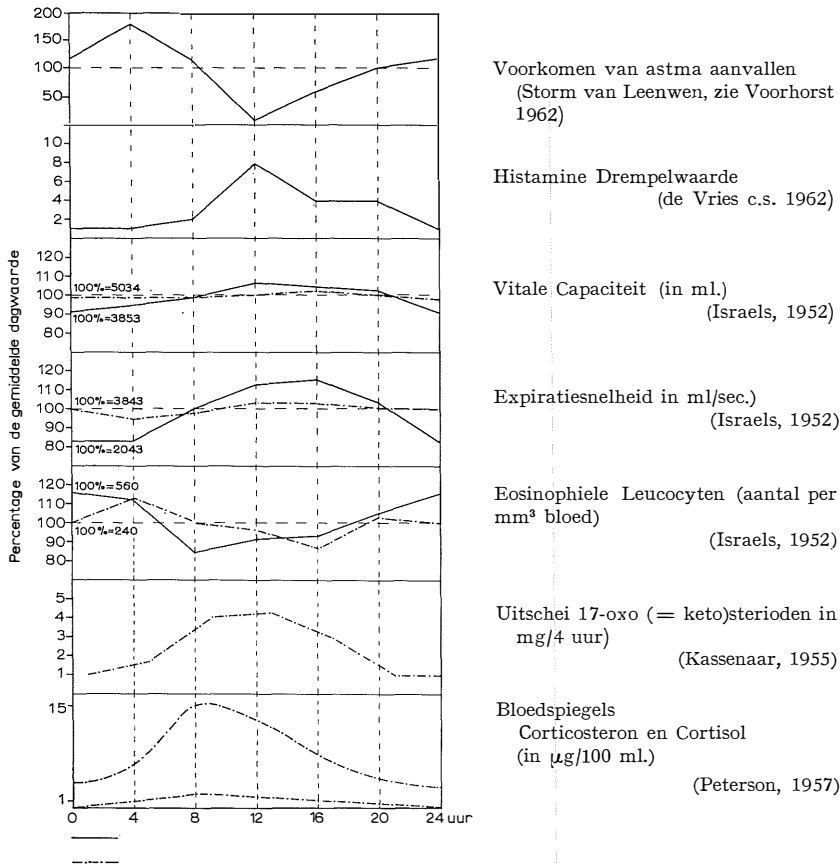 200
150
100
50
Voorkomen van astma aanvallen
(Storm van Leenwen, zie Voorhorst
1962)
10
8
6
4
2
Histamine Drempelwaarde
(de Vries c.s. 1962)
120
110
100
90
80
100%=5034
100%=3853
Vitale Capaciteit (in ml.)
(Israels, 1952)
120
110
100
90
80
100%=3843
100%=2043
Expiratiesnelheid in ml/sec.)
(Israels, 1952)
120
110
100
90
80
100%=560
100%=240
Eosinophiele Leucocyten (aantal per
mm³ bloed)
(Israels, 1952)
5
4
3
2
1
Uitschei 17-oxo (= keto)sterioden in
mg/4 uur)
(Kassenaar, 1955)
15
1
Bloedspiegels
Corticosteron en Cortisol
(in μg/100 ml.)
(Peterson, 1957)
0 4 8 12 16 20 24 uur
Percentage van de gemiddelde dagwaarde